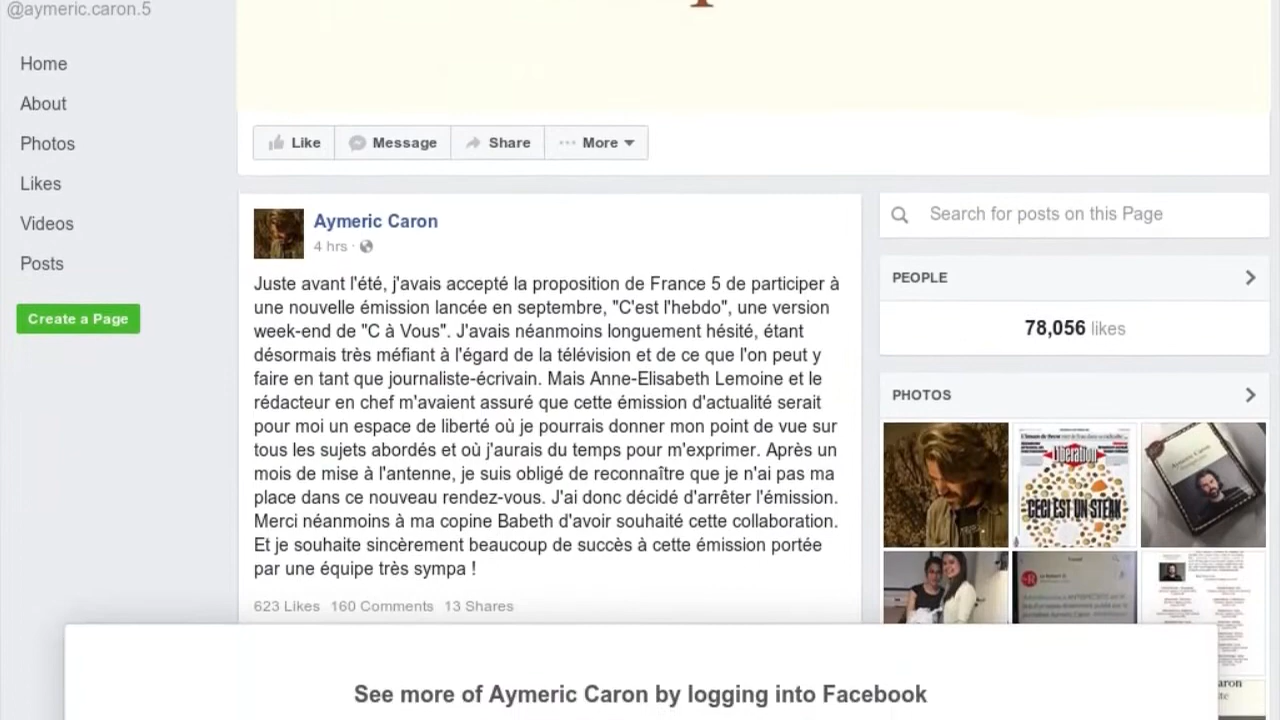 @aymeric.caron.5
Home
About
Photos
Likes
Videos
Posts
Create a Page
Like
Message
Share
More
Aymeric Caron
4 hrs ·
Juste avant l'été, j'avais accepté la proposition de France 5 de participer à
une nouvelle émission lancée en septembre, "C'est l'hebdo", une version
week-end de "C à Vous". J'avais néanmoins longuement hésité, étant
désormais très méfiant à l'égard de la télévision et de ce que l'on peut y
faire en tant que journaliste-écrivain. Mais Anne-Elisabeth Lemoine et le
rédacteur en chef m'avaient assuré que cette émission d'actualité serait
pour moi un espace de liberté où je pourrais donner mon point de vue sur
tous les sujets abordés et où j'aurais du temps pour m'exprimer. Après un
mois de mise à l'antenne, je suis obligé de reconnaître que je n'ai pas ma
place dans ce nouveau rendez-vous. J'ai donc décidé d'arrêter l'émission.
Merci néanmoins à ma copine Babeth d'avoir souhaité cette collaboration.
Et je souhaite sincèrement beaucoup de succès à cette émission portée
par une équipe très sympa !
623 Likes 160 Comments 13 Shares
Search for posts on this Page
PEOPLE
78,056 likes
PHOTOS
Libération
CECI EST UN STEAK
Aymeric Caron
See more of Aymeric Caron by logging into Facebook